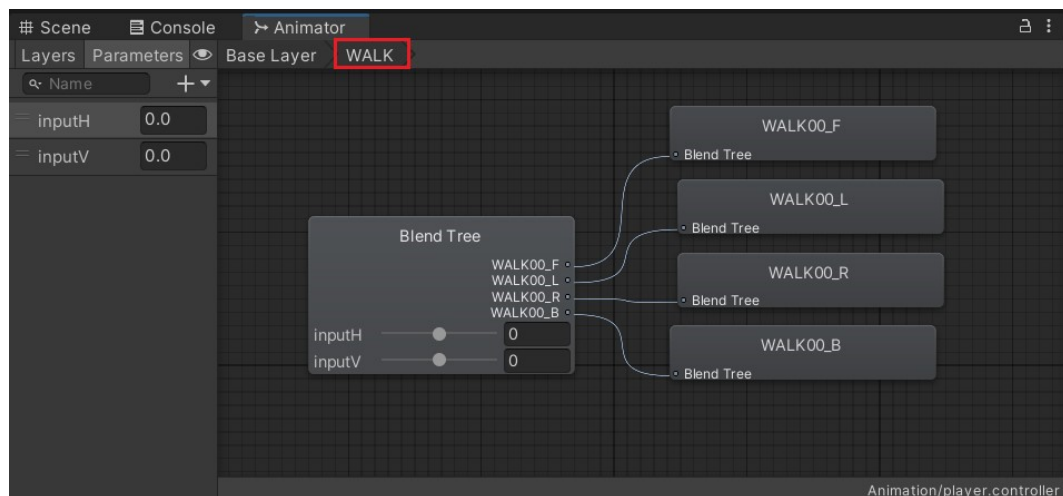 # Scene Console Animator
Layers Parameters Base Layer WALK
Name
inputH 0.0
inputV 0.0
Blend Tree
WALK00_F
WALK00_L
WALK00_R
WALK00_B
inputH 0
inputV 0
WALK00_F
Blend Tree
WALK00_L
Blend Tree
WALK00_R
Blend Tree
WALK00_B
Blend Tree
Animation/player.controller